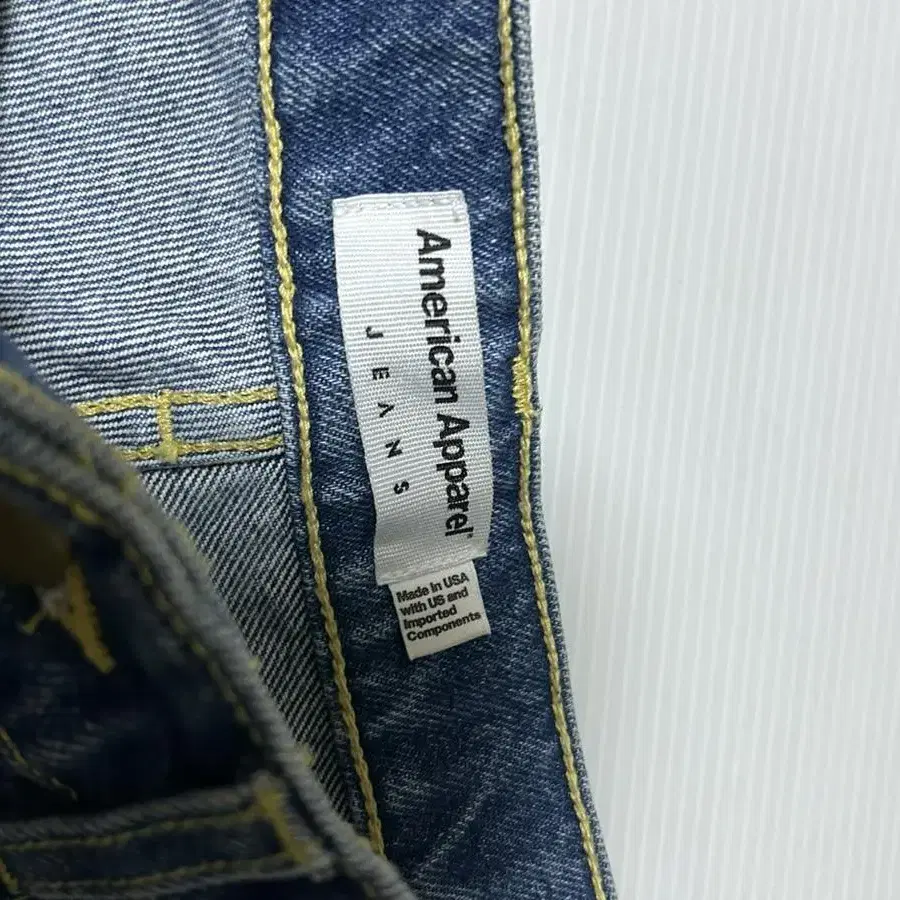 American Apparel
JEANS
Made in USA
with US and
Imported
Components